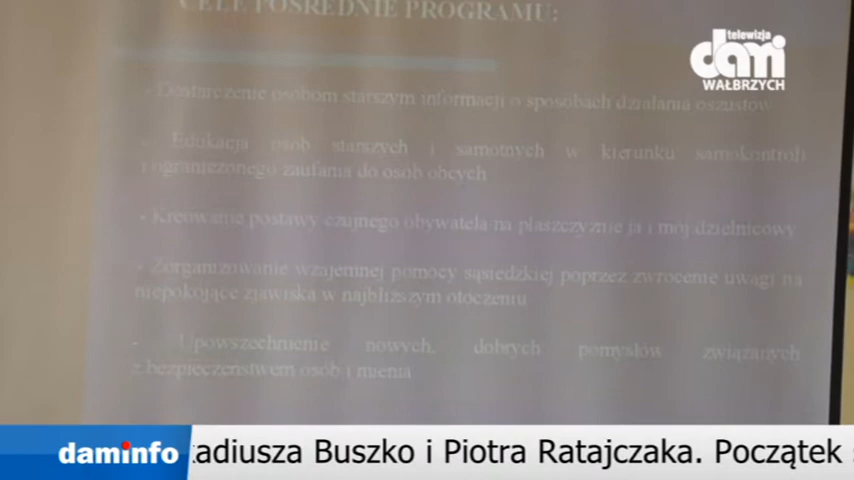 CELE POŚREDNIE PROGRAMU:
telewizja
dami
WAŁBRZYCH
- Dostarczenie osobom starszym informacji o sposobach działania oszustów
- Edukacja osób starszych i samotnych w kierunku samokontroli
i ograniczonego zaufania do osób obcych
- Kreowanie postawy czujnego obywatela na płaszczyźnie ja i mój dzielnicowy
- Zorganizowanie wzajemnej pomocy sąsiedzkiej poprzez zwrócenie uwagi na
niepokojące zjawiska w najbliższym otoczeniu
- Upowszechnienie nowych, dobrych pomysłów związanych
z bezpieczeństwem osób i mienia
daminfo
kadiusza Buszko i Piotra Ratajczaka. Początek